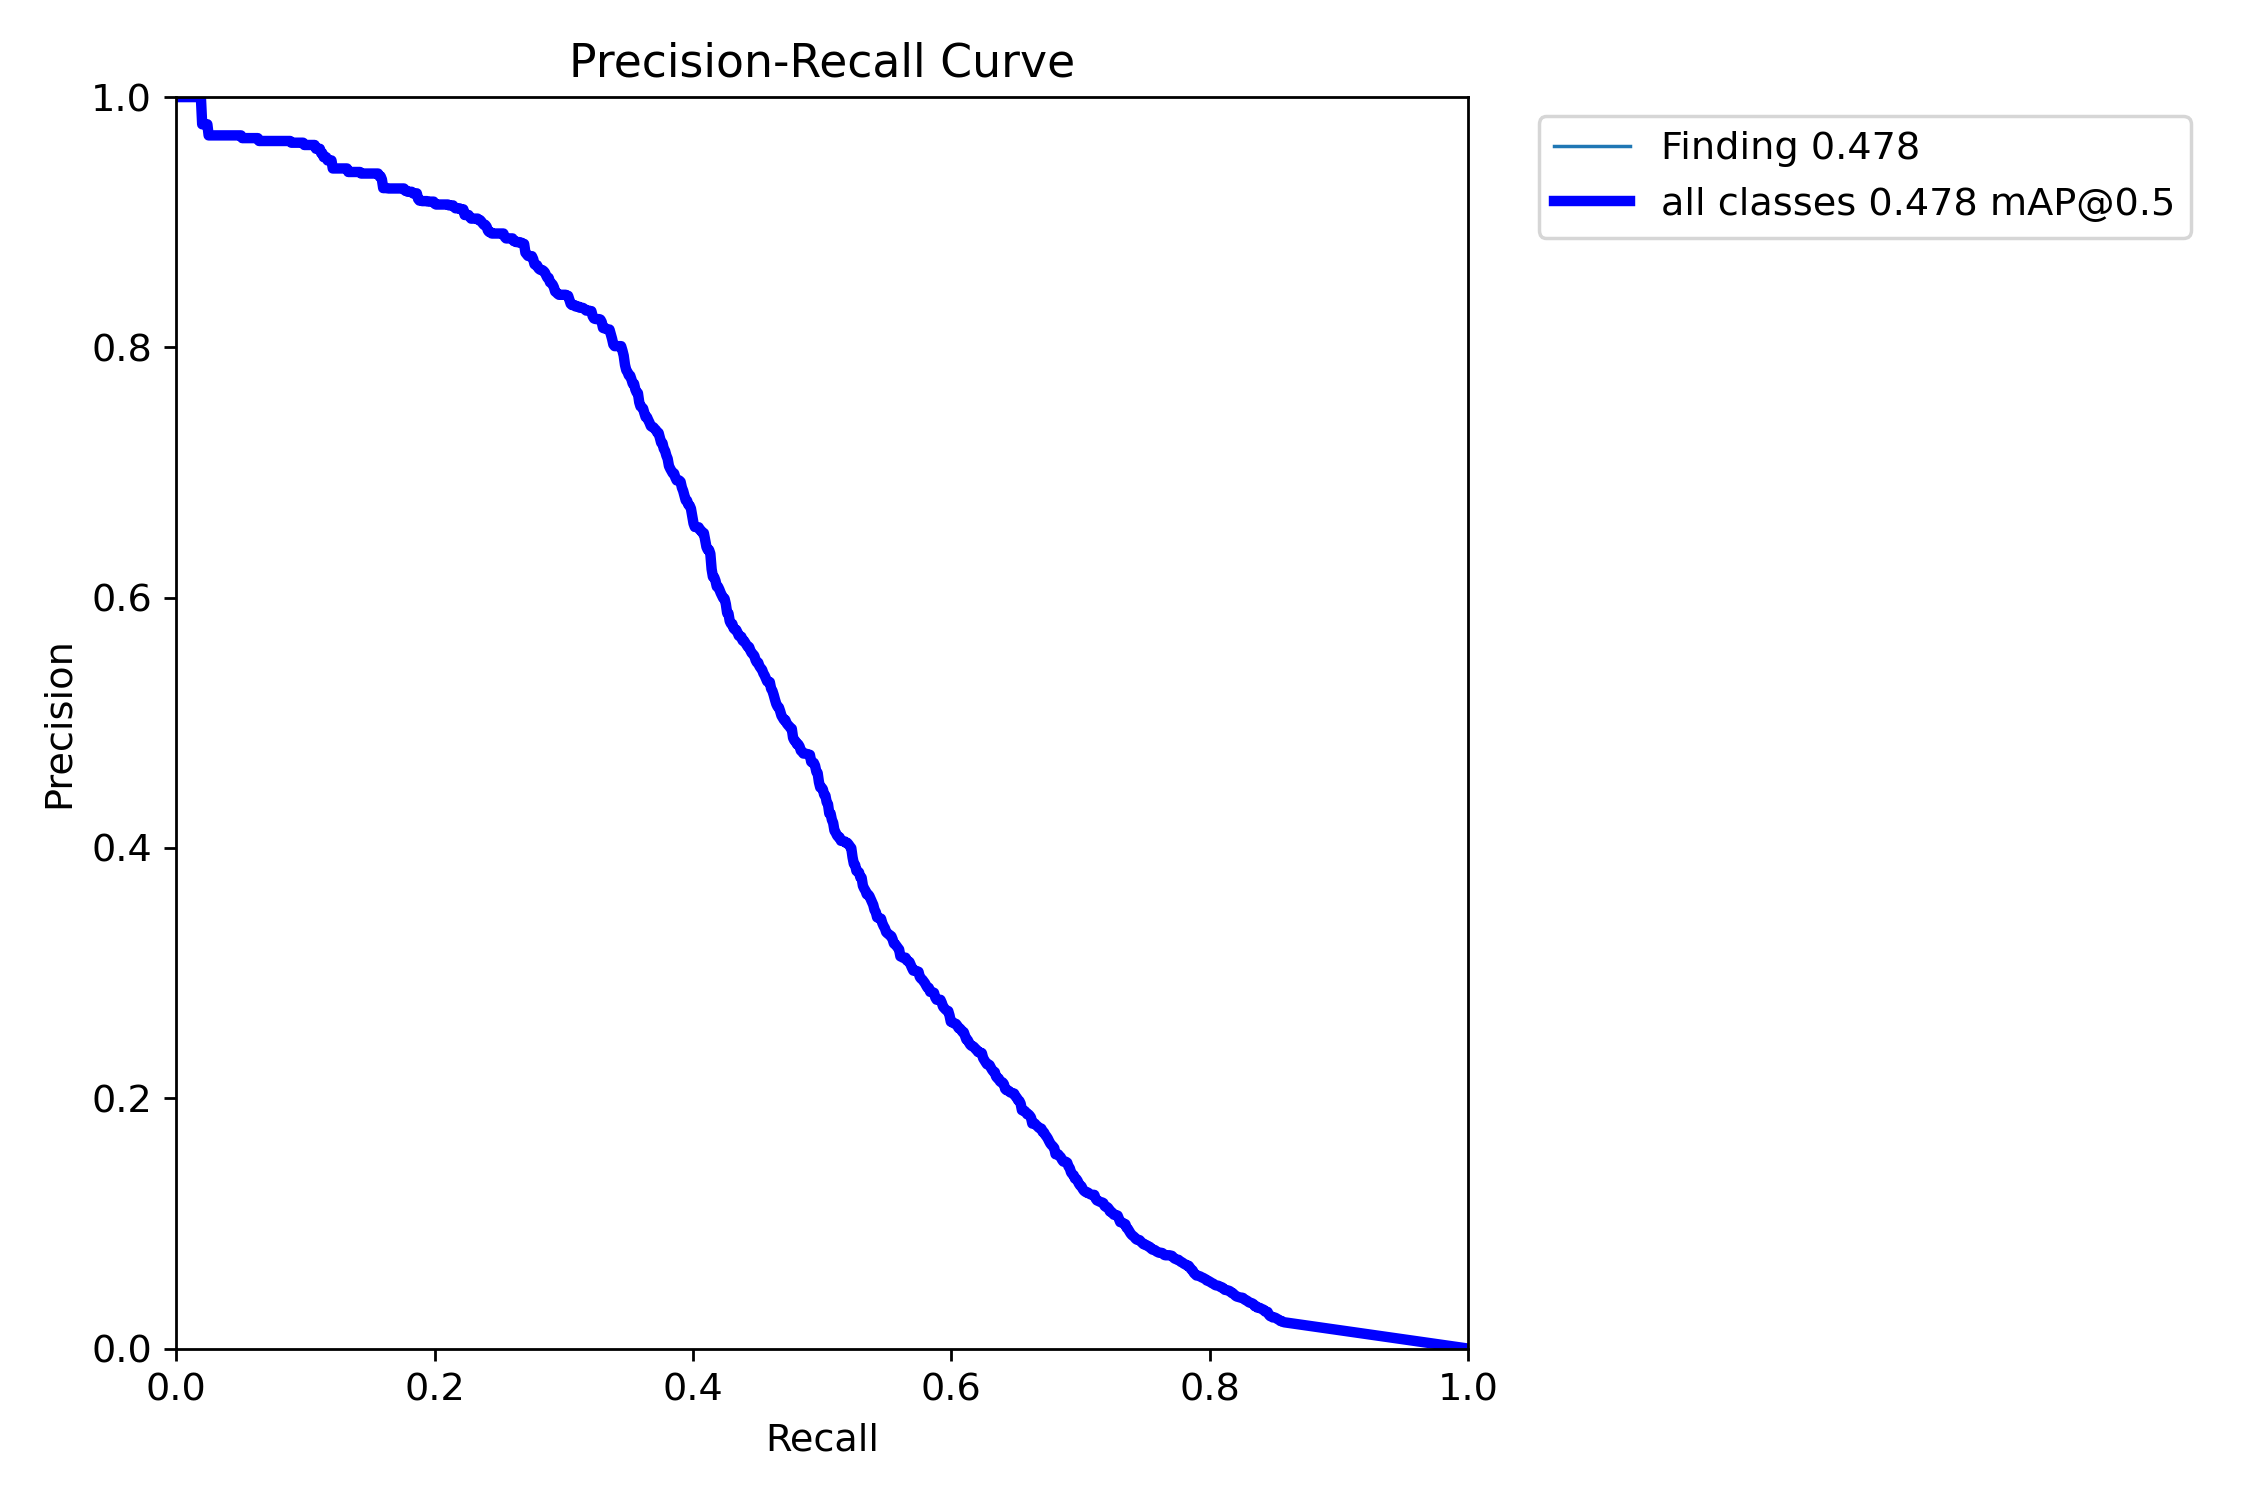 Precision-Recall Curve
1.0
0.8
0.6
0.4
0.2
0.0
Precision
0.0 0.2 0.4 0.6 0.8 1.0
Recall
Finding 0.478
all classes 0.478 mAP@0.5